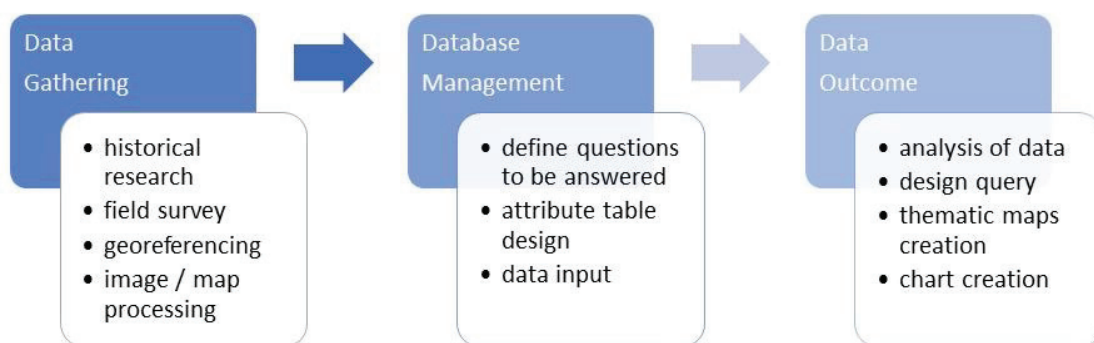 Data
Gathering
• historical
research
• field survey
• georeferencing
• image / map
processing
Database
Management
• define questions
to be answered
• attribute table
design
• data input
Data
Outcome
• analysis of data
• design query
• thematic maps
creation
• chart creation